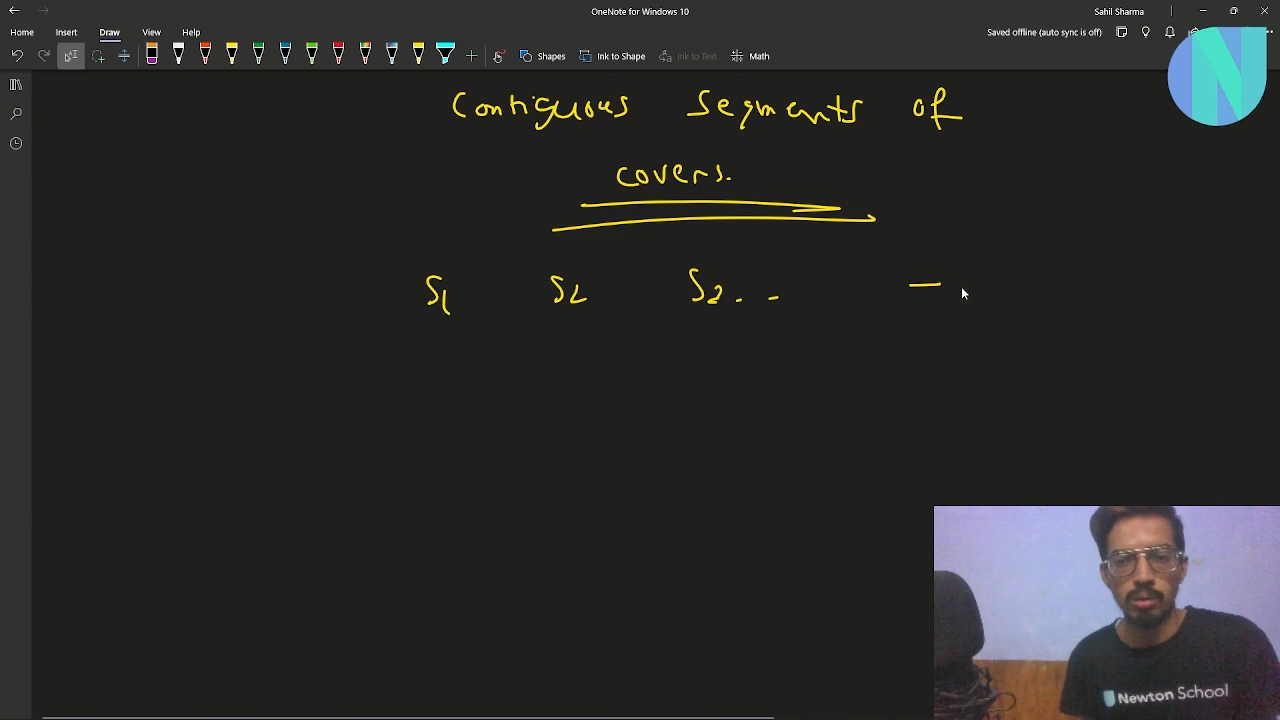 OneNote for Windows 10
Sahil Sharma
Home Insert Draw View Help
Saved offline (auto sync is off)
Shapes Ink to Shape Ink to Text Math
Contiguous Segments of
covers.
S1 S2 S2. . —
Newton School